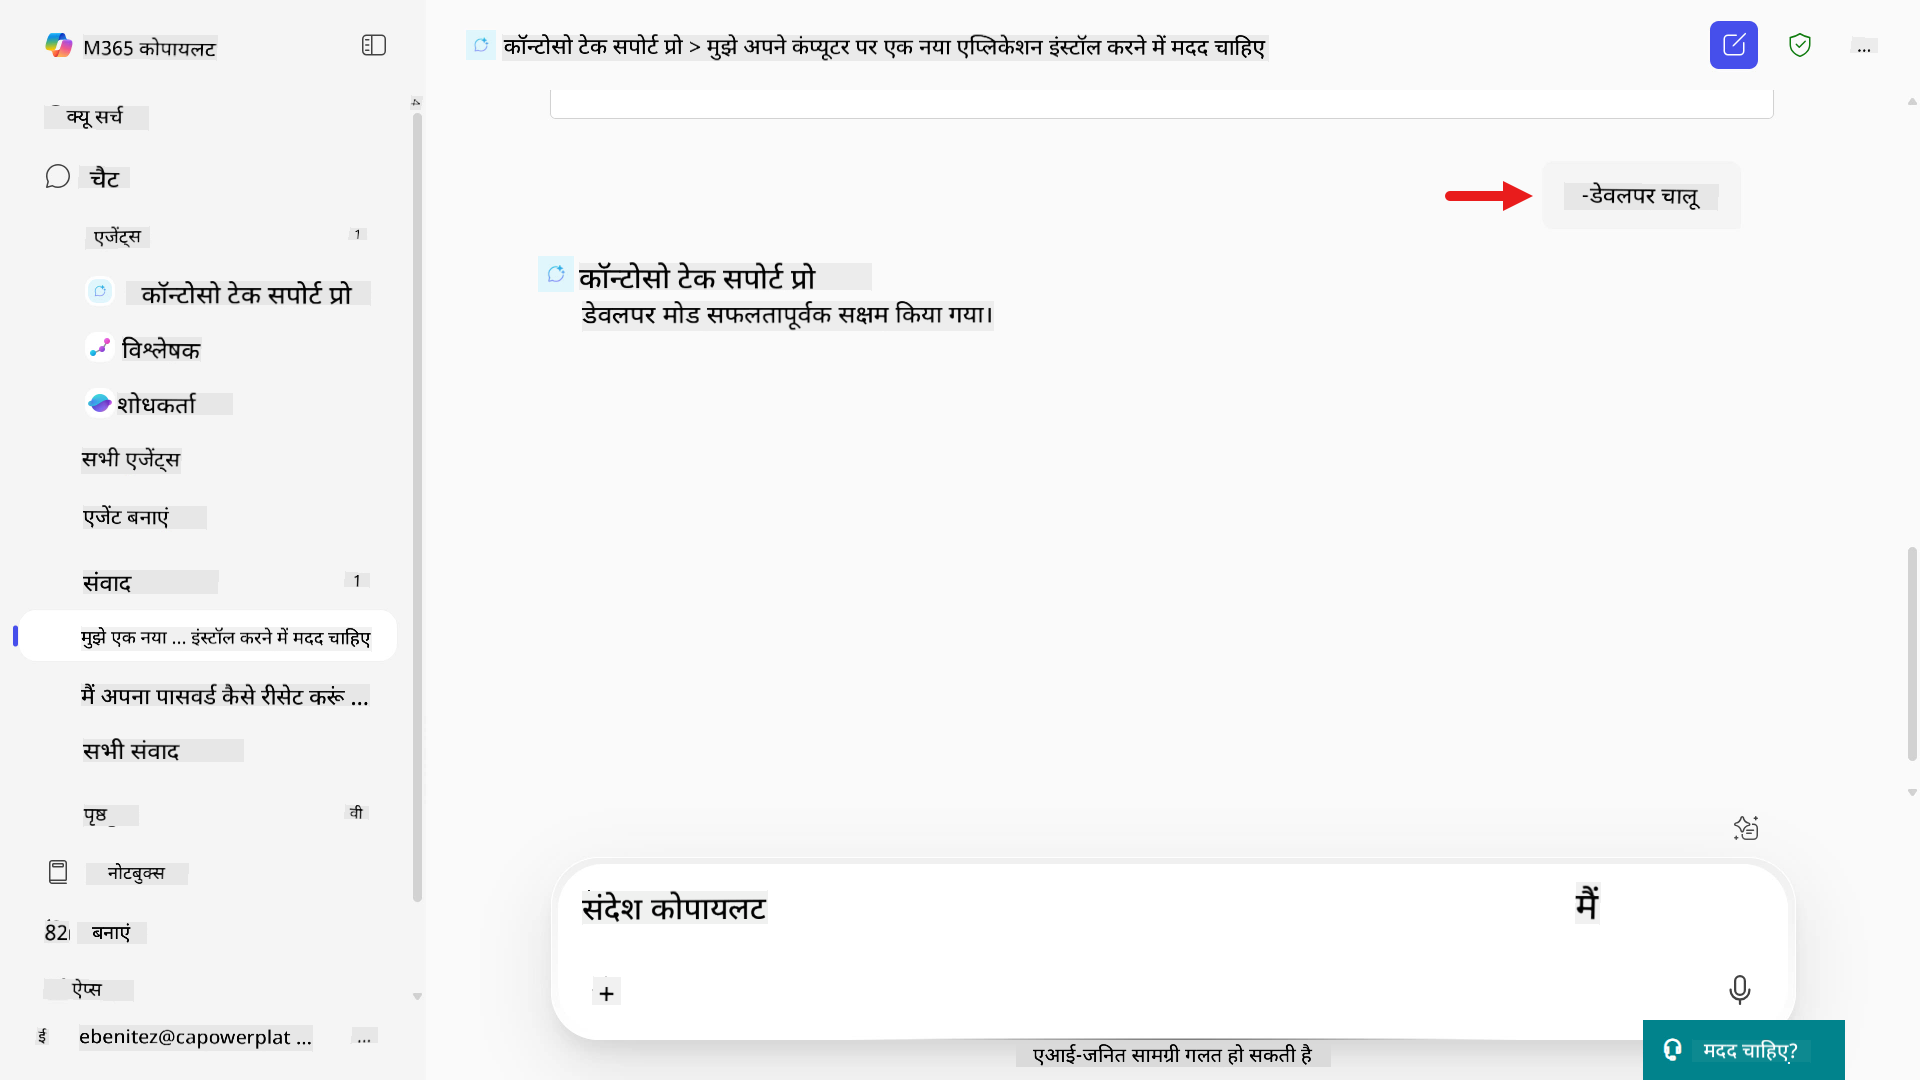 M365 कोपायलट
क्यू सर्च
चैट
एजेंट्स
1
कॉन्टोसो टेक सपोर्ट प्रो
विश्लेषक
शोधकर्ता
सभी एजेंट्स
एजेंट बनाएं
संवाद
1
मुझे एक नया ... इंस्टॉल करने में मदद चाहिए
मैं अपना पासवर्ड कैसे रीसेट करूं ...
सभी संवाद
पृष्ठ
वी
नोटबुक्स
82 बनाएं
ऐप्स
ई
ebenitez@capowerplat ...
...
कॉन्टोसो टेक सपोर्ट प्रो > मुझे अपने कंप्यूटर पर एक नया एप्लिकेशन इंस्टॉल करने में मदद चाहिए
...
-डेवलपर चालू
कॉन्टोसो टेक सपोर्ट प्रो
डेवलपर मोड सफलतापूर्वक सक्षम किया गया।
संदेश कोपायलट
मैं
+
एआई-जनित सामग्री गलत हो सकती है
मदद चाहिए?